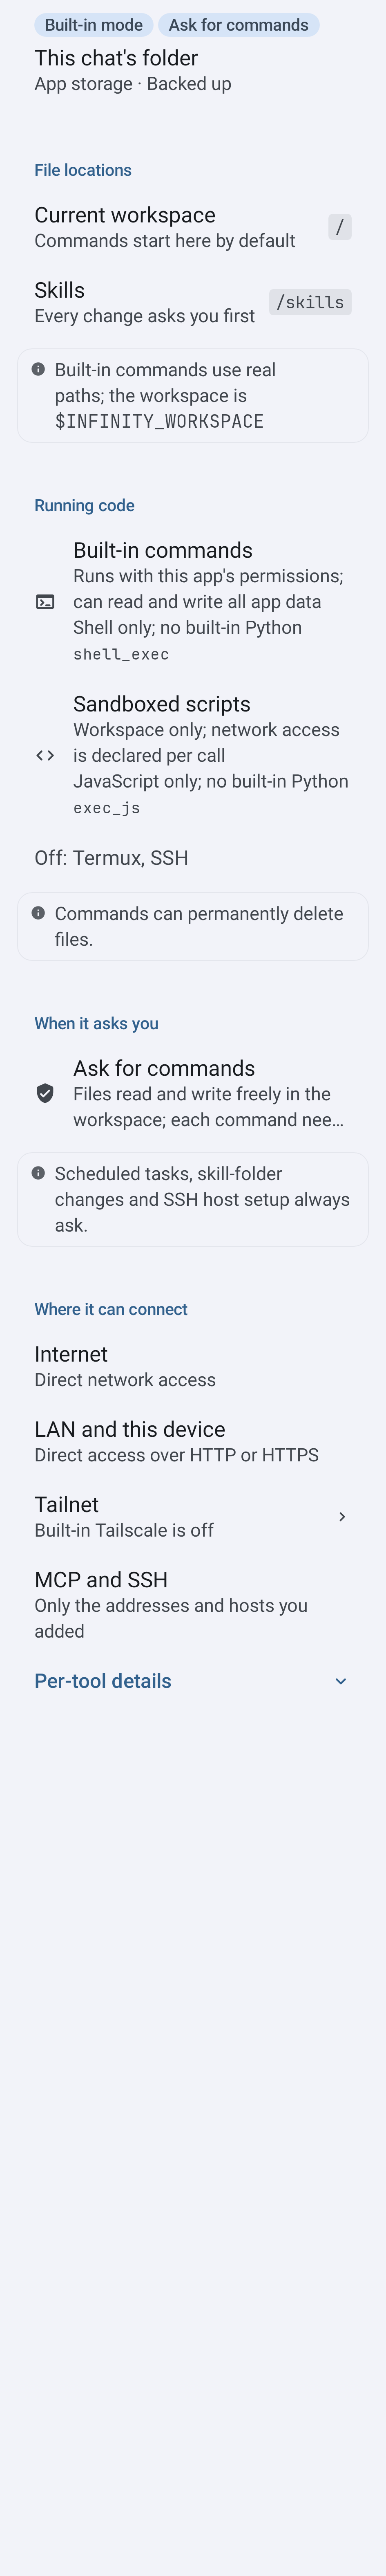 Built-in mode Ask for commands
This chat's folder
App storage · Backed up
File locations
Current workspace
Commands start here by default
/
Skills
Every change asks you first
/skills
Built-in commands use real
paths; the workspace is
$INFINITY_WORKSPACE
Running code
Built-in commands
Runs with this app's permissions;
can read and write all app data
Shell only; no built-in Python
shell_exec
Sandboxed scripts
Workspace only; network access
is declared per call
JavaScript only; no built-in Python
exec_js
Off: Termux, SSH
Commands can permanently delete
files.
When it asks you
Ask for commands
Files read and write freely in the
workspace; each command nee…
Scheduled tasks, skill-folder
changes and SSH host setup always
ask.
Where it can connect
Internet
Direct network access
LAN and this device
Direct access over HTTP or HTTPS
Tailnet
Built-in Tailscale is off
MCP and SSH
Only the addresses and hosts you
added
Per-tool details